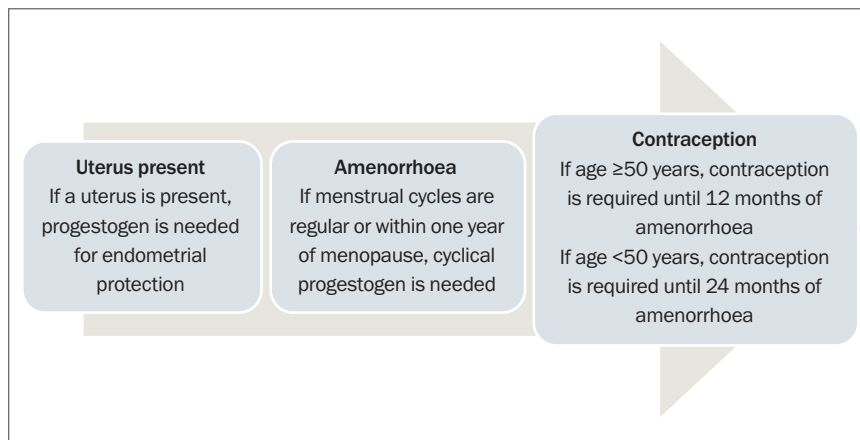 Uterus present
If a uterus is present,
progestogen is needed
for endometrial
protection
Amenorrhoea
If menstrual cycles are
regular or within one year
of menopause, cyclical
progestogen is needed
Contraception
If age ≥50 years, contraception
is required until 12 months of
amenorrhoea
If age <50 years, contraception
is required until 24 months of
amenorrhoea